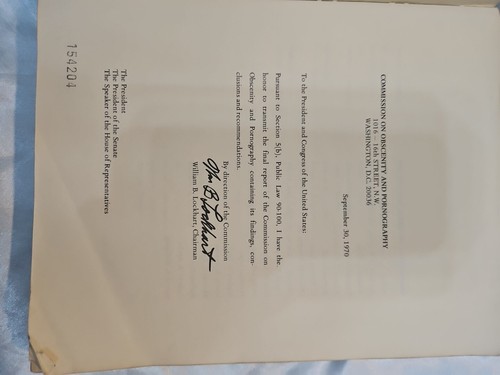 COMMISSION ON OBSCENITY AND PORNOGRAPHY
1016 – 16th STREET, N.W.
WASHINGTON, D.C. 20036
September 30, 1970
To the President and Congress of the United States:
Pursuant to Section 5(b), Public Law 90-100, I have the
honor to transmit the final report of the Commission on
Obscenity and Pornography containing its findings, con-
clusions and recommendations.
By direction of the Commission
Wm B. Lockhart
William B. Lockhart, Chairman
The President
The President of the Senate
The Speaker of the House of Representatives
154204